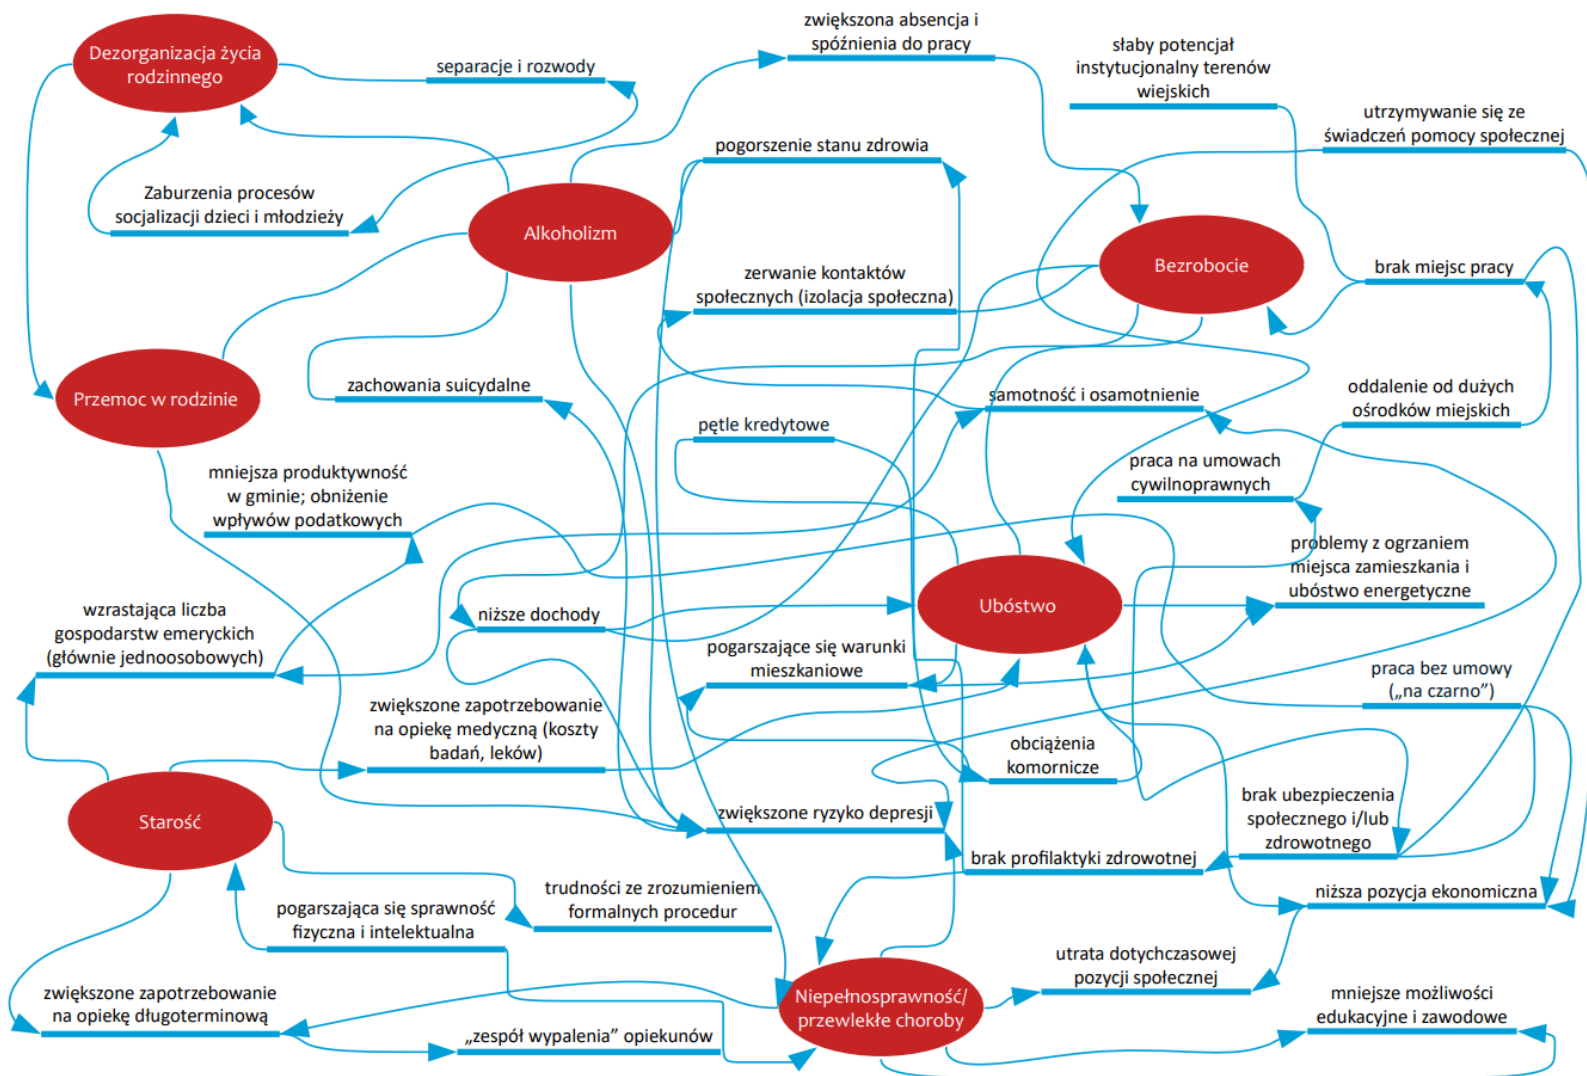 Dezorganizacja życia
rodzinnego
separacje i rozwody
zwiększona absencja i
spóźnienia do pracy
słaby potencjał
instytucjonalny terenów
wiejskich
utrzymywanie się ze
świadczeń pomocy społecznej
pogorszenie stanu zdrowia
Zaburzenia procesów
socjalizacji dzieci i młodzieży
Alkoholizm
Bezrobocie
brak miejsc pracy
zerwanie kontaktów
społecznych (izolacja społeczna)
Przemoc w rodzinie
zachowania suicydalne
samotność i osamotnienie
oddalenie od dużych
ośrodków miejskich
pętle kredytowe
mniejsza produktywność
w gminie; obniżenie
wpływów podatkowych
praca na umowach
cywilnoprawnych
problemy z ogrzaniem
miejsca zamieszkania i
ubóstwo energetyczne
wzrastająca liczba
gospodarstw emeryckich
(głównie jednoosobowych)
niższe dochody
Ubóstwo
pogarszające się warunki
mieszkaniowe
praca bez umowy
(„na czarno”)
zwiększone zapotrzebowanie
na opiekę medyczną (koszty
badań, leków)
obciążenia
komornicze
Starość
zwiększone ryzyko depresji
brak ubezpieczenia
społecznego i/lub
zdrowotnego
brak profilaktyki zdrowotnej
trudności ze zrozumieniem
formalnych procedur
niższa pozycja ekonomiczna
pogarszająca się sprawność
fizyczna i intelektualna
utrata dotychczasowej
pozycji społecznej
zwiększone zapotrzebowanie
na opiekę długoterminową
„zespół wypalenia” opiekunów
Niepełnosprawność/
przewlekłe choroby
mniejsze możliwości
edukacyjne i zawodowe